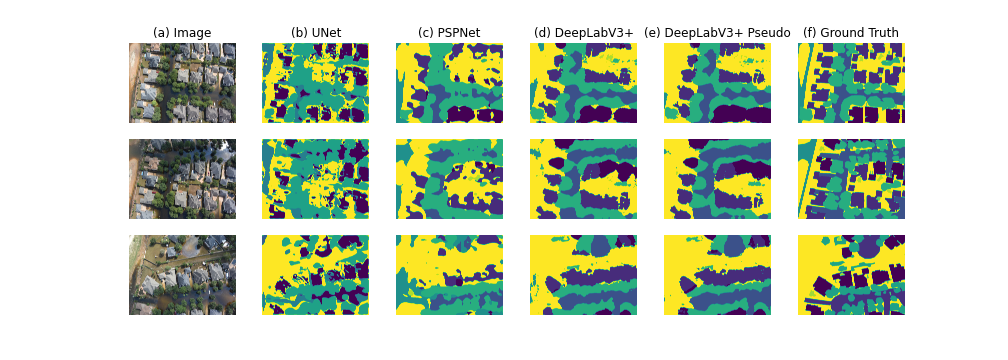 (a) Image
(b) UNet
(c) PSPNet
(d) DeepLabV3+
(e) DeepLabV3+ Pseudo
(f) Ground Truth